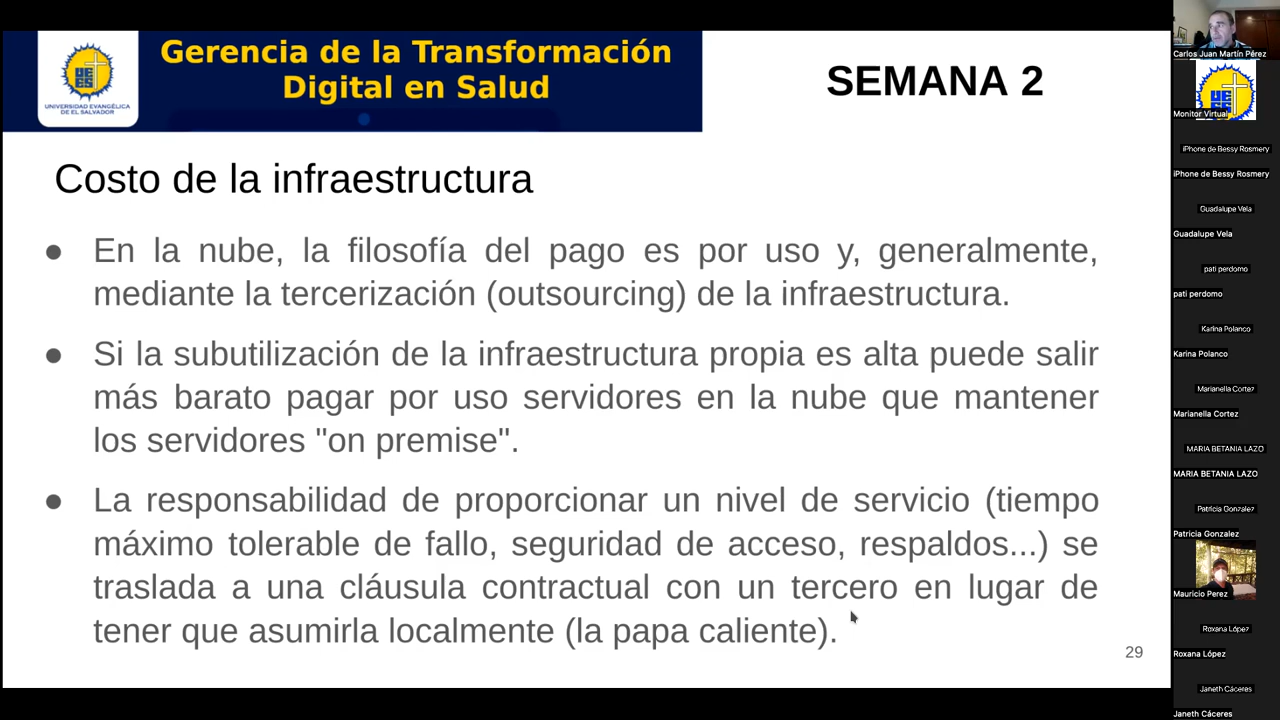 Gerencia de la Transformación
Digital en Salud
UNIVERSIDAD EVANGÉLICA
DE EL SALVADOR
SEMANA 2
Costo de la infraestructura
● En la nube, la filosofía del pago es por uso y, generalmente,
mediante la tercerización (outsourcing) de la infraestructura.
● Si la subutilización de la infraestructura propia es alta puede salir
más barato pagar por uso servidores en la nube que mantener
los servidores "on premise".
● La responsabilidad de proporcionar un nivel de servicio (tiempo
máximo tolerable de fallo, seguridad de acceso, respaldos...) se
traslada a una cláusula contractual con un tercero en lugar de
tener que asumirla localmente (la papa caliente).
29
Carlos Juan Martín Pérez
Monitor Virtual
iPhone de Bessy Rosmery
iPhone de Bessy Rosmery
Guadalupe Vela
Guadalupe Vela
pati perdomo
pati perdomo
Karina Polanco
Karina Polanco
Marianella Cortez
Marianella Cortez
MARIA BETANIA LAZO
MARIA BETANIA LAZO
Patricia Gonzalez
Patricia Gonzalez
Mauricio Perez
Roxana López
Roxana López
Janeth Cáceres
Janeth Cáceres